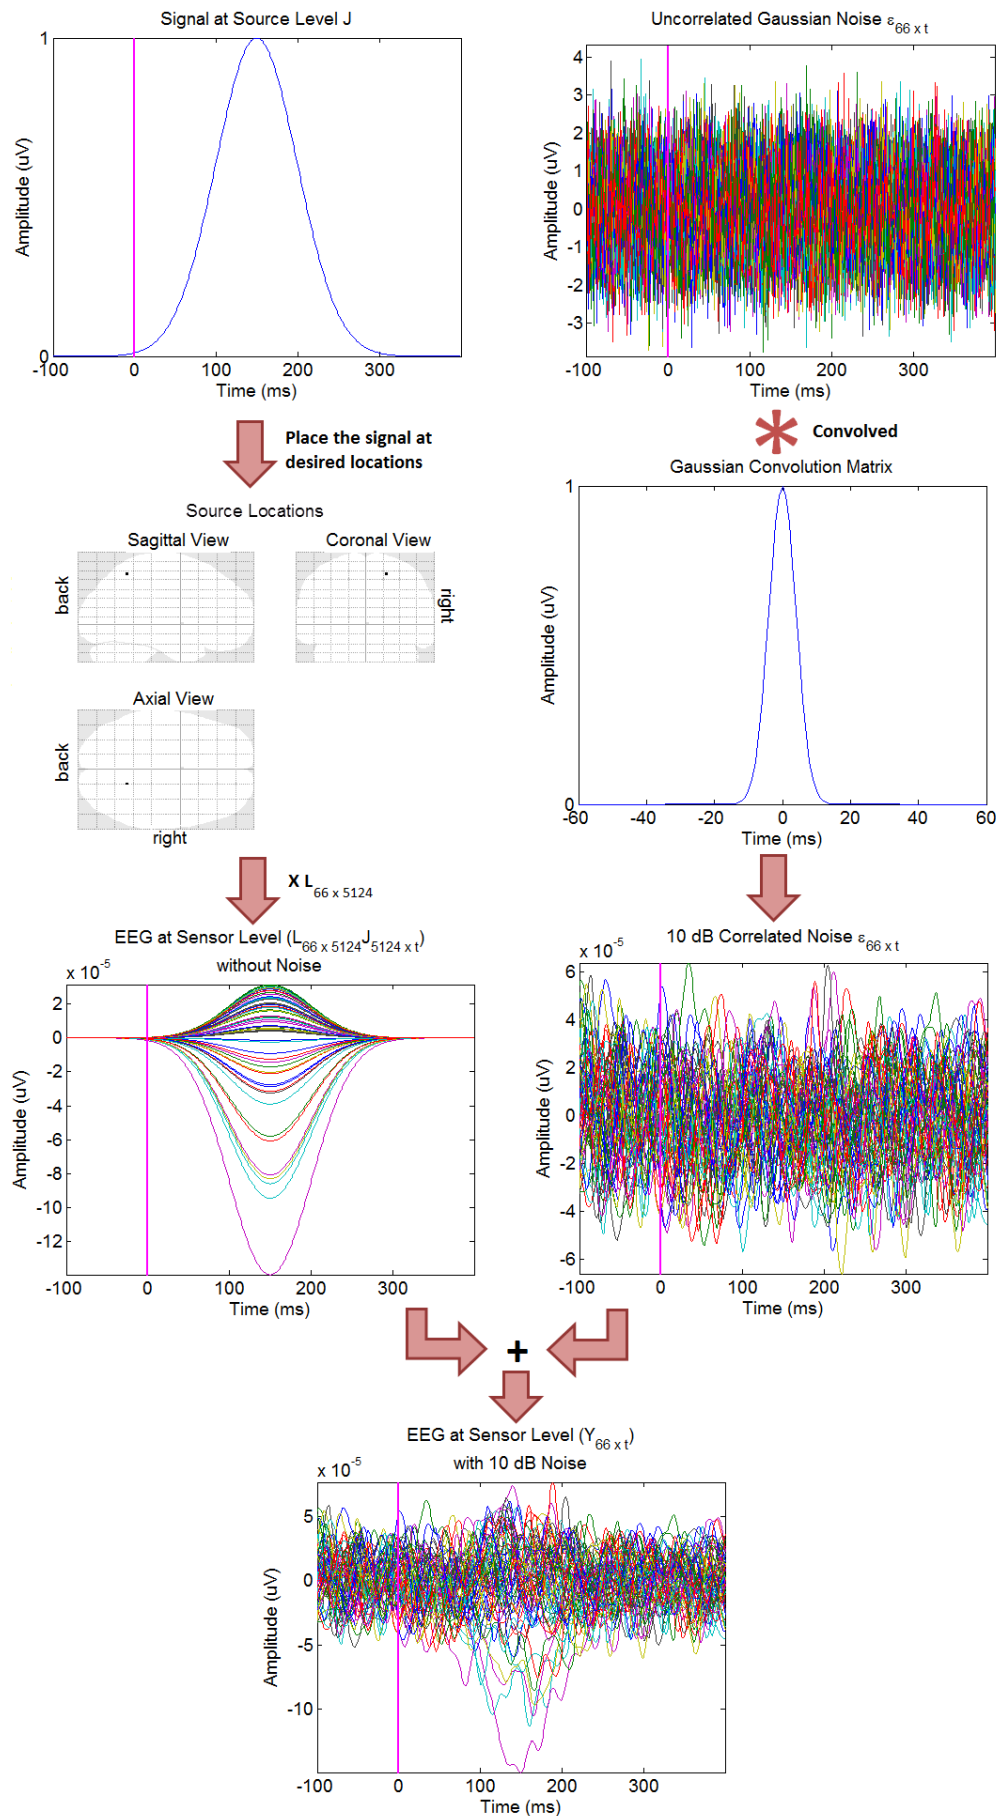 Signal at Source Level J
1
0
Amplitude (uV)
-100 0 100 200 300
Time (ms)
Uncorrelated Gaussian Noise ε66 x t
4
3
2
1
0
-1
-2
-3
Amplitude (uV)
-100 0 100 200 300
Time (ms)
Place the signal at
desired locations
Convolved
Source Locations
Sagittal View
back
Coronal View
right
Axial View
back
right
Gaussian Convolution Matrix
1
0
Amplitude (uV)
-60 -40 -20 0 20 40 60
Time (ms)
X L66 x 5124
EEG at Sensor Level (L66 x 5124J5124 x t)
without Noise
x 10-5
2
0
-2
-4
-6
-8
-10
-12
Amplitude (uV)
-100 0 100 200 300
Time (ms)
10 dB Correlated Noise ε66 x t
x 10-5
6
4
2
0
-2
-4
-6
Amplitude (uV)
-100 0 100 200 300
Time (ms)
+
EEG at Sensor Level (Y66 x t)
with 10 dB Noise
x 10-5
5
0
-5
-10
Amplitude (uV)
-100 0 100 200 300
Time (ms)